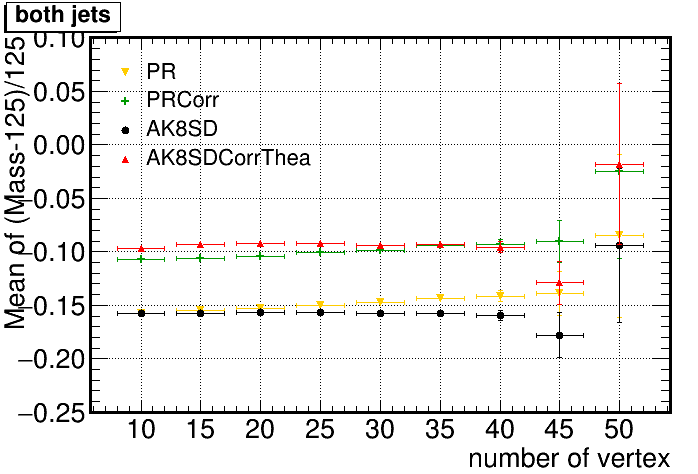 both jets
Mean of (Mass-125)/125
0.10
0.05
0.00
−0.05
−0.10
−0.15
−0.20
−0.25
PR
PRCorr
AK8SD
AK8SDCorrThea
10 15 20 25 30 35 40 45 50
number of vertex